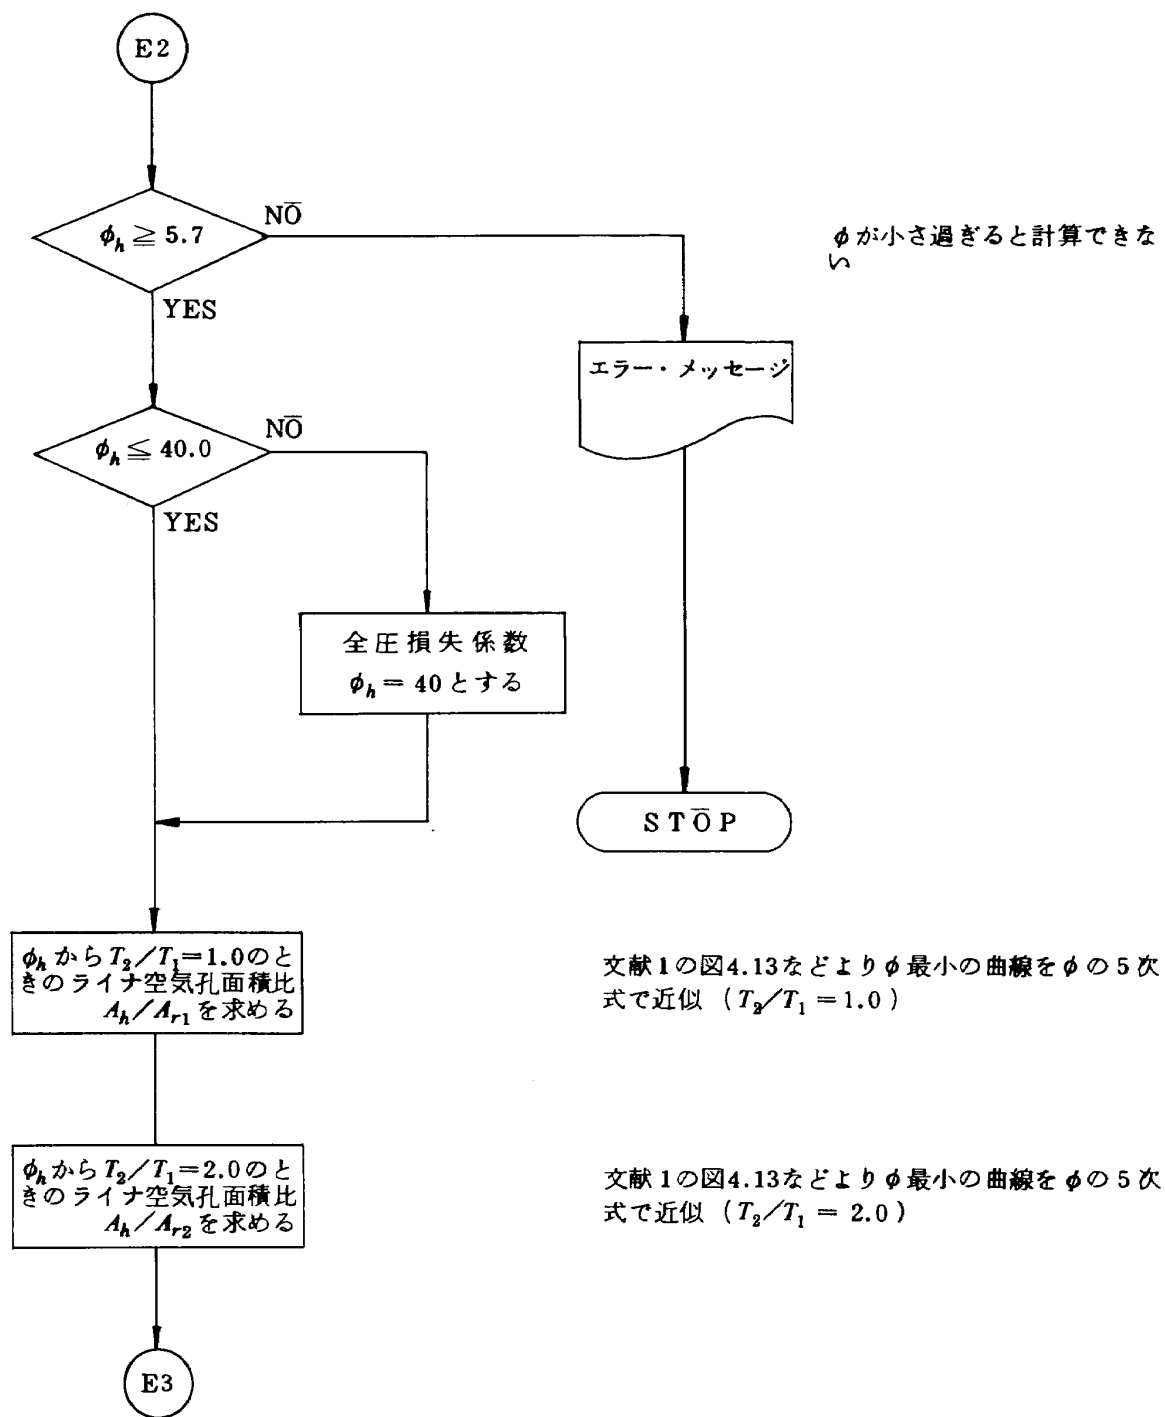 E2
ϕh ≧ 5.7
NŌ
YES
ϕが小さ過ぎると計算できな
い
エラー・メッセージ
ϕh ≦ 40.0
NŌ
YES
全圧損失係数
ϕh = 40とする
STŌP
ϕhからT2/T1=1.0のと
きのライナ空気孔面積比
Ah/Ar1を求める
文献1の図4.13などよりϕ最小の曲線をϕの5次
式で近似 (T2/T1 = 1.0)
ϕhからT2/T1=2.0のと
きのライナ空気孔面積比
Ah/Ar2を求める
文献1の図4.13などよりϕ最小の曲線をϕの5次
式で近似 (T2/T1 = 2.0)
E3